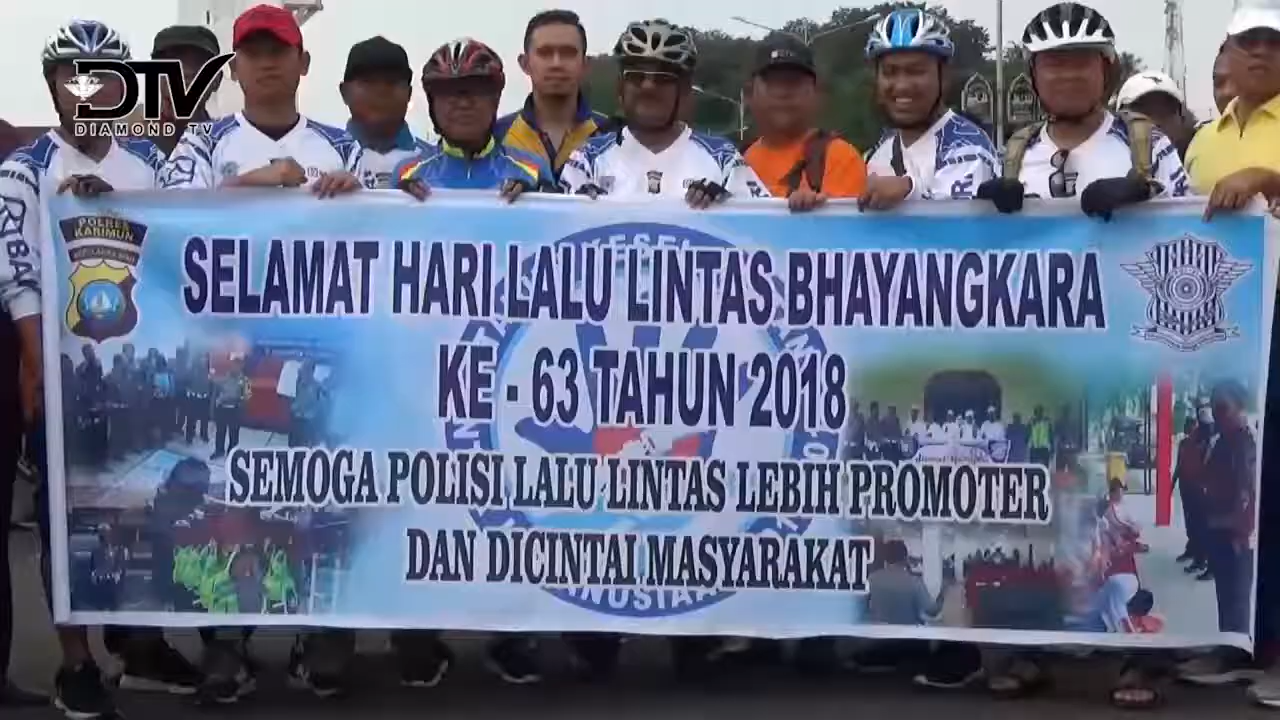 DTV
DIAMOND TV
POLRES
KARIMUN
SELAMAT HARI LALU LINTAS BHAYANGKARA
KE - 63 TAHUN 2018
SEMOGA POLISI LALU LINTAS LEBIH PROMOTER
DAN DICINTAI MASYARAKAT